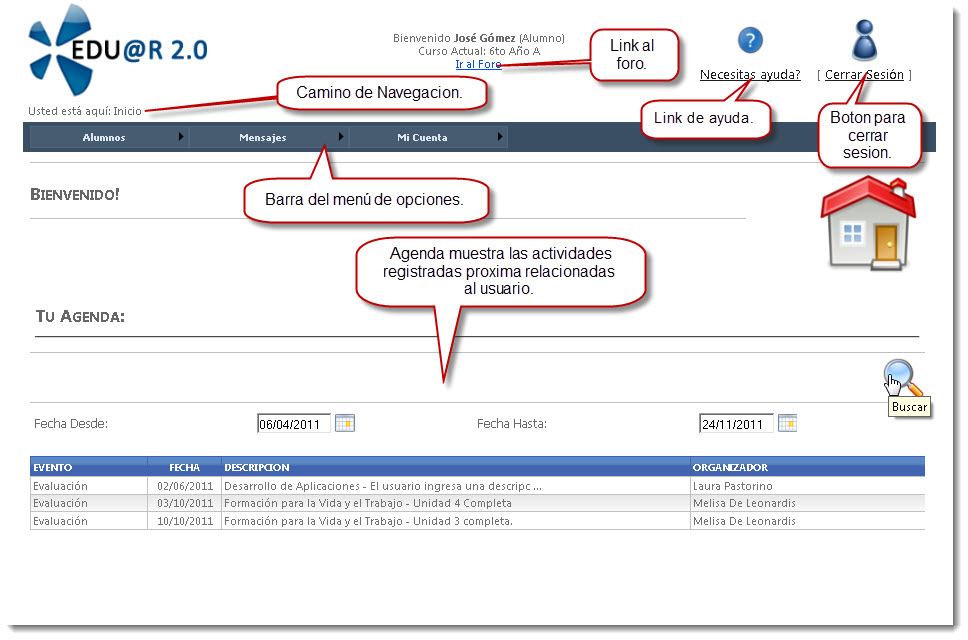 EDU@R 2.0
Bienvenido José Gómez (Alumno)
Curso Actual: 6to Año A
Ir al Foro
Link al
foro.
?
Necesitas ayuda?
[ Cerrar Sesión ]
Camino de Navegacion.
Usted está aquí: Inicio
Link de ayuda.
Boton para
cerrar
sesion.
Alumnos
Mensajes
Mi Cuenta
BIENVENIDO!
Barra del menú de opciones.
Agenda muestra las actividades
registradas proxima relacionadas
al usuario.
TU AGENDA:
Buscar
Fecha Desde: 06/04/2011 Fecha Hasta: 24/11/2011
EVENTO FECHA DESCRIPCION ORGANIZADOR
Evaluación 02/06/2011 Desarrollo de Aplicaciones - El usuario ingresa una descripc ... Laura Pastorino
Evaluación 03/10/2011 Formación para la Vida y el Trabajo - Unidad 4 Completa Melisa De Leonardis
Evaluación 10/10/2011 Formación para la Vida y el Trabajo - Unidad 3 completa. Melisa De Leonardis